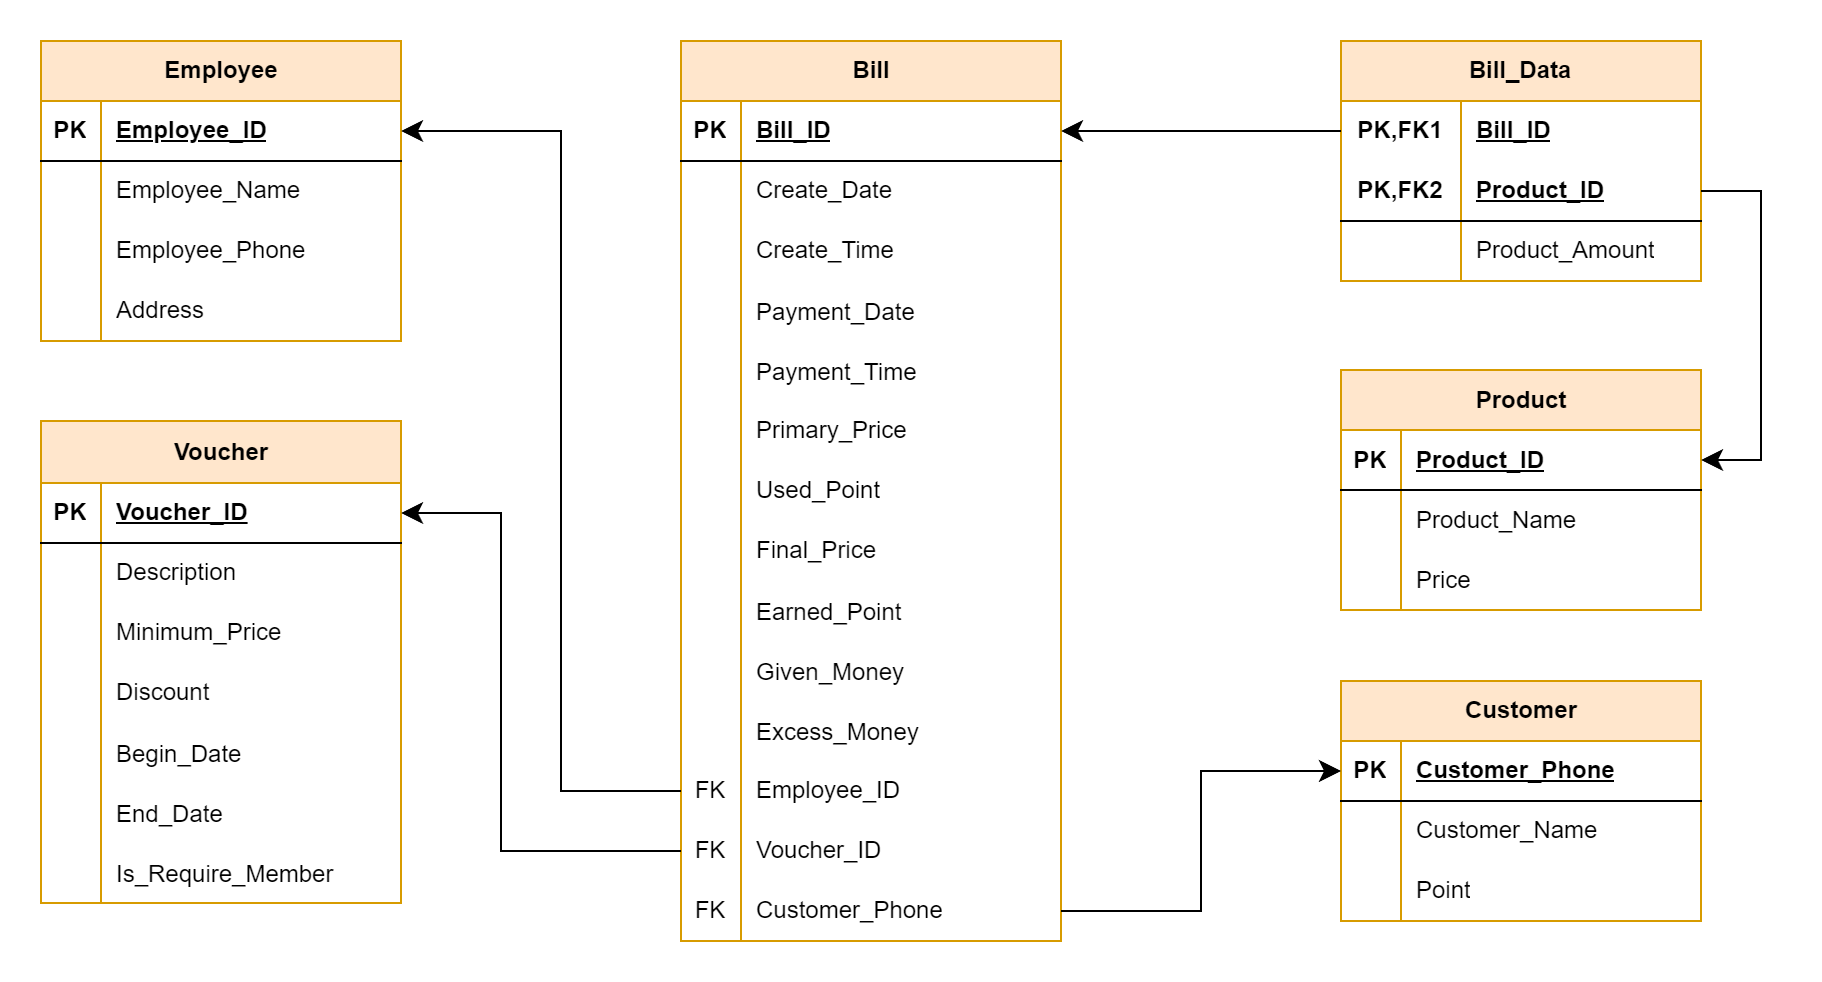 Employee
PK Employee_ID
Employee_Name
Employee_Phone
Address
Voucher
PK Voucher_ID
Description
Minimum_Price
Discount
Begin_Date
End_Date
Is_Require_Member
Bill
PK Bill_ID
Create_Date
Create_Time
Payment_Date
Payment_Time
Primary_Price
Used_Point
Final_Price
Earned_Point
Given_Money
Excess_Money
FK Employee_ID
FK Voucher_ID
FK Customer_Phone
Bill_Data
PK,FK1 Bill_ID
PK,FK2 Product_ID
Product_Amount
Product
PK Product_ID
Product_Name
Price
Customer
PK Customer_Phone
Customer_Name
Point